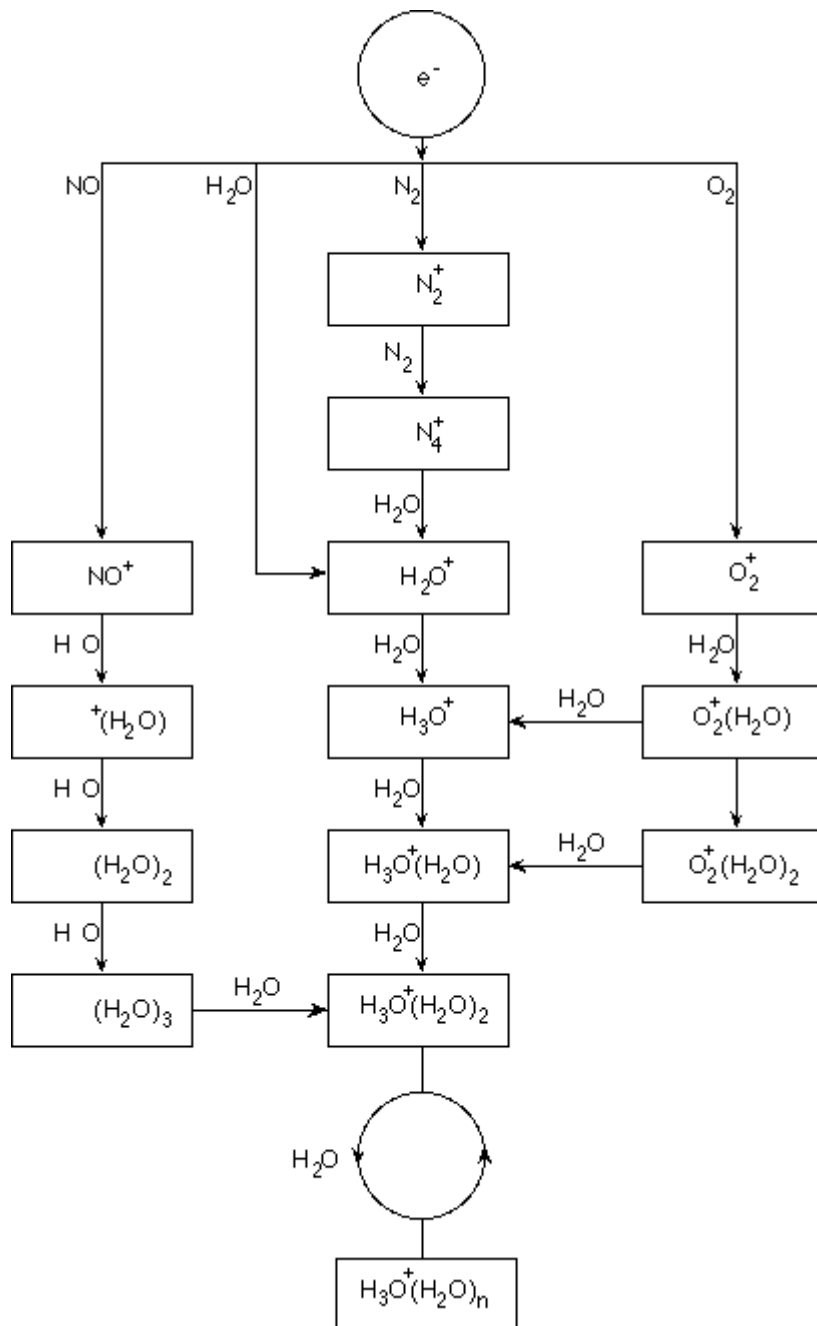 e⁻
NO H₂O N₂ O₂
N₂⁺
N₂
N₄⁺
H₂O
NO⁺ H₂O⁺ O₂⁺
H O H₂O H₂O
⁺(H₂O) H₃O⁺ H₂O O₂⁺(H₂O)
H O H₂O
(H₂O)₂ H₃O⁺(H₂O) H₂O O₂⁺(H₂O)₂
H O H₂O
(H₂O)₃ H₂O H₃O⁺(H₂O)₂
H₂O
H₃O⁺(H₂O)ₙ